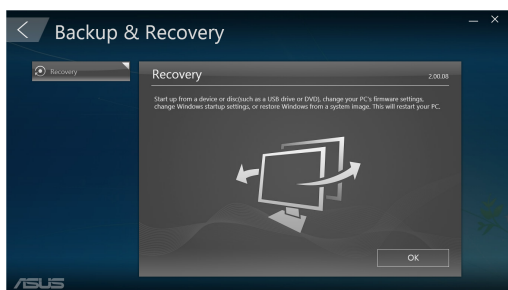 Backup & Recovery
Recovery
Recovery
2.00.08
Start up from a device or disc(such as a USB drive or DVD), change your PC's firmware settings,
change Windows startup settings, or restore Windows from a system image. This will restart your PC.
OK
ASUS